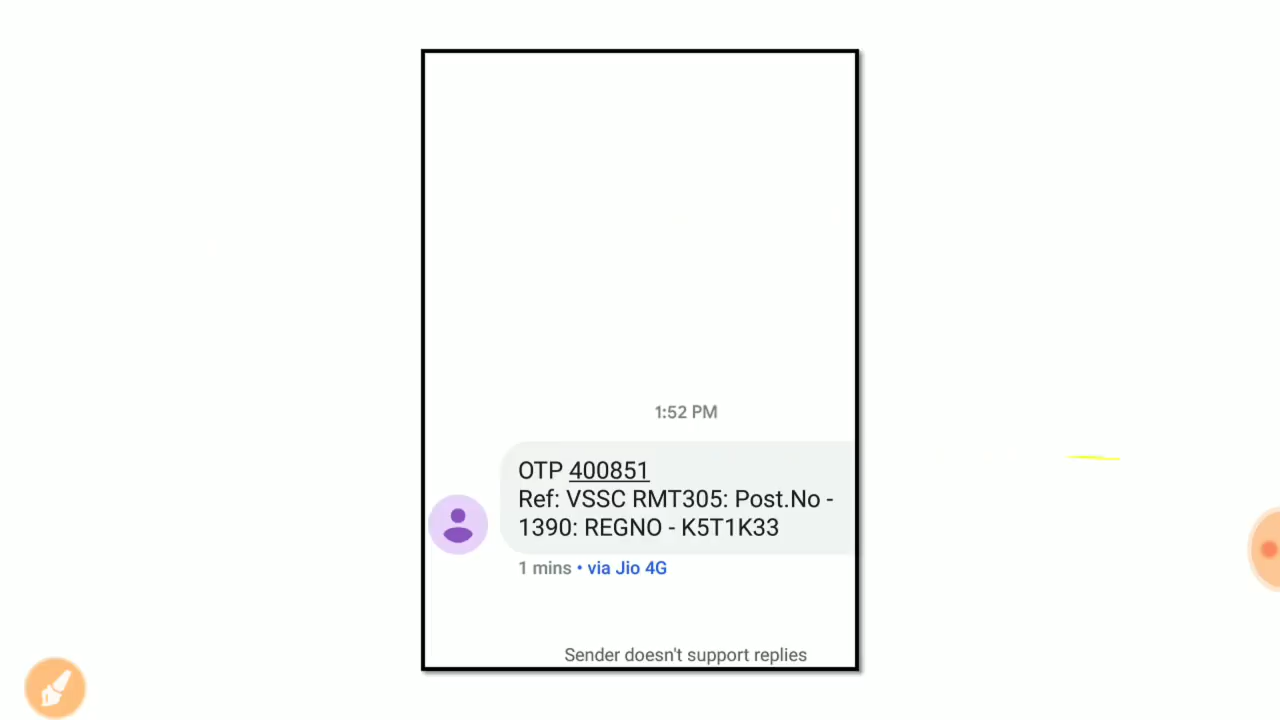 1:52 PM
OTP 400851
Ref: VSSC RMT305: Post.No -
1390: REGNO - K5T1K33
1 mins • via Jio 4G
Sender doesn't support replies